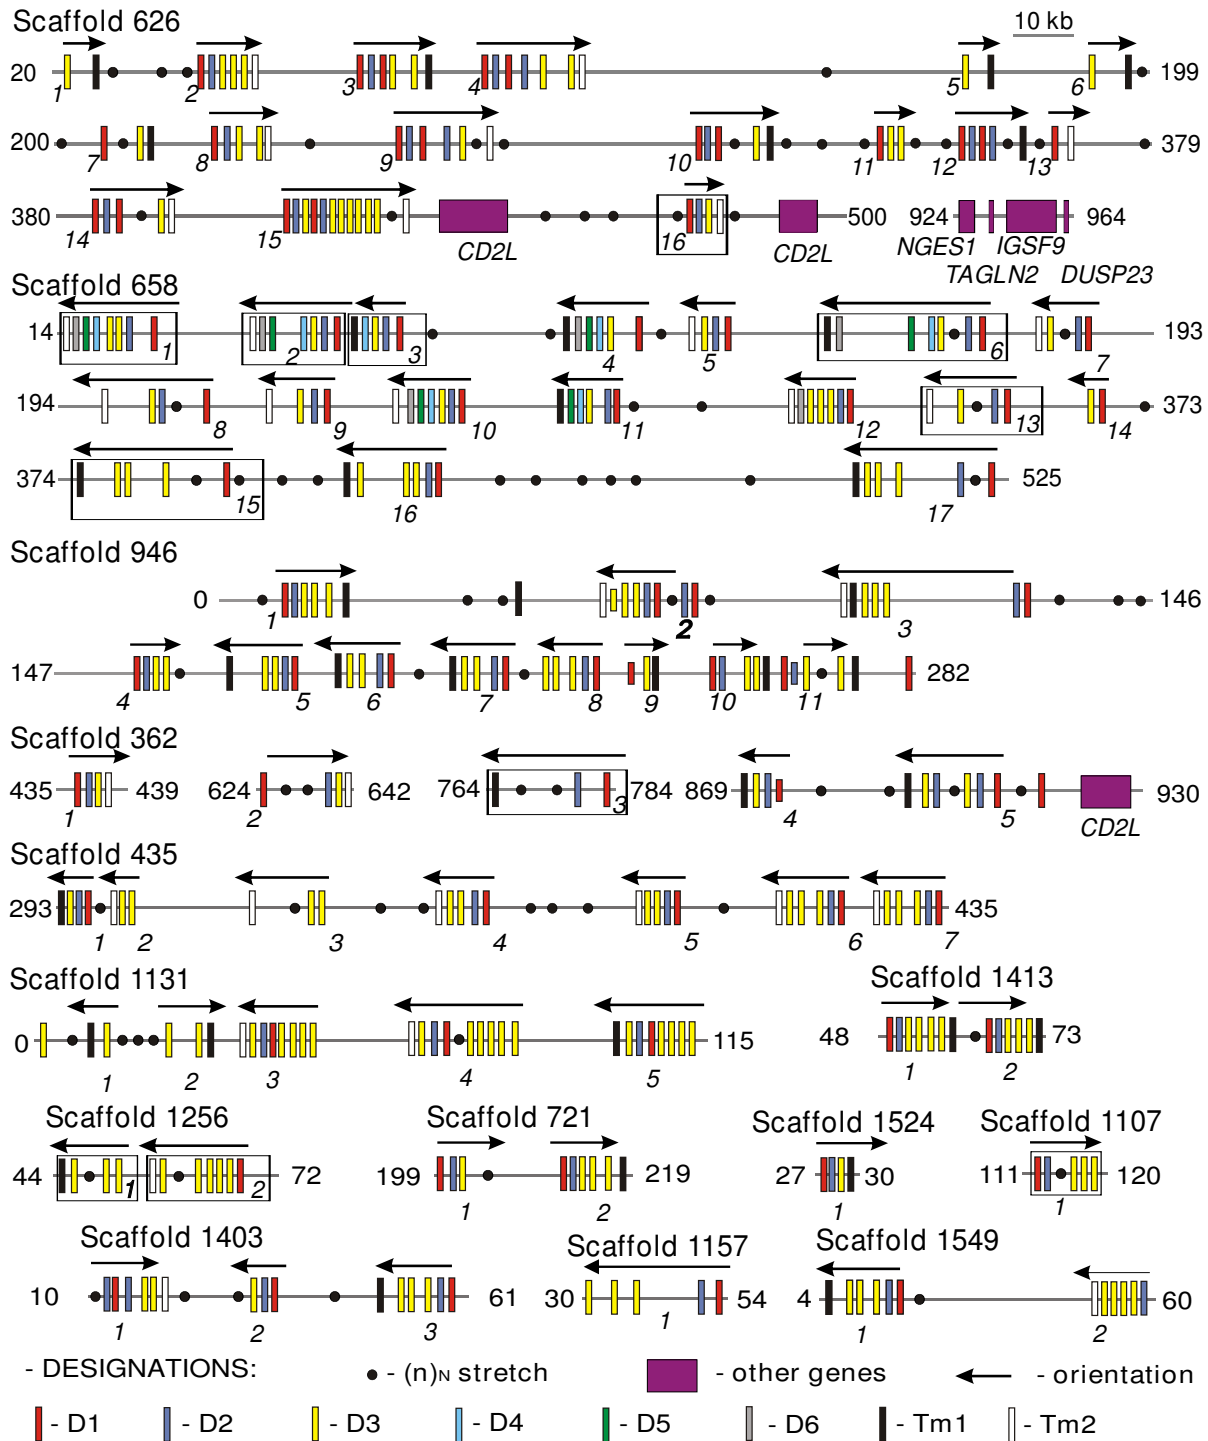 Scaffold 626
10 kb
20 1 2 3 4 5 6 199
200 7 8 9 10 11 12 13 379
380 14 15 CD2L 16 CD2L 500 924 NGES1 TAGLN2 IGSF9 DUSP23 964
Scaffold 658
14 1 2 3 4 5 6 7 193
194 8 9 10 11 12 13 14 373
374 15 16 17 525
Scaffold 946
0 1 2 3 146
147 4 5 6 7 8 9 10 11 282
Scaffold 362
435 1 439 624 2 642 764 3 784 869 4 5 CD2L 930
Scaffold 435
293 1 2 3 4 5 6 7 435
Scaffold 1131 Scaffold 1413
0 1 2 3 4 5 115 48 1 2 73
Scaffold 1256 Scaffold 721 Scaffold 1524 Scaffold 1107
44 1 2 72 199 1 2 219 27 1 30 111 1 120
Scaffold 1403 Scaffold 1157 Scaffold 1549
10 1 2 3 61 30 1 54 4 1 2 60
- DESIGNATIONS: - (n)N stretch - other genes - orientation
- D1 - D2 - D3 - D4 - D5 - D6 - Tm1 - Tm2